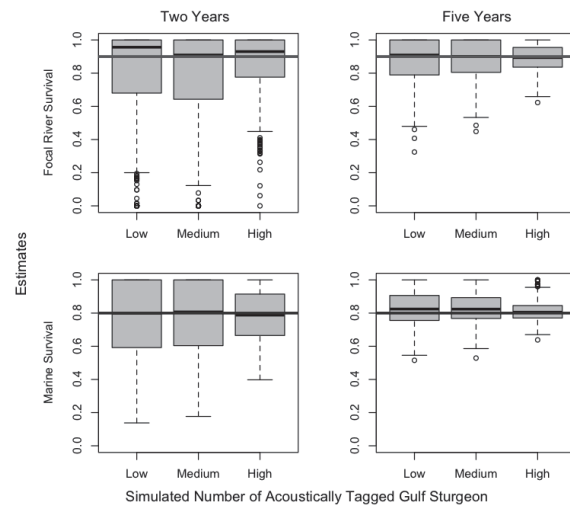 Two Years
Five Years
Estimates
Focal River Survival
1.0
0.8
0.6
0.4
0.2
0.0
Low Medium High
1.0
0.8
0.6
0.4
0.2
0.0
Low Medium High
Marine Survival
1.0
0.8
0.6
0.4
0.2
0.0
Low Medium High
1.0
0.8
0.6
0.4
0.2
0.0
Low Medium High
Simulated Number of Acoustically Tagged Gulf Sturgeon